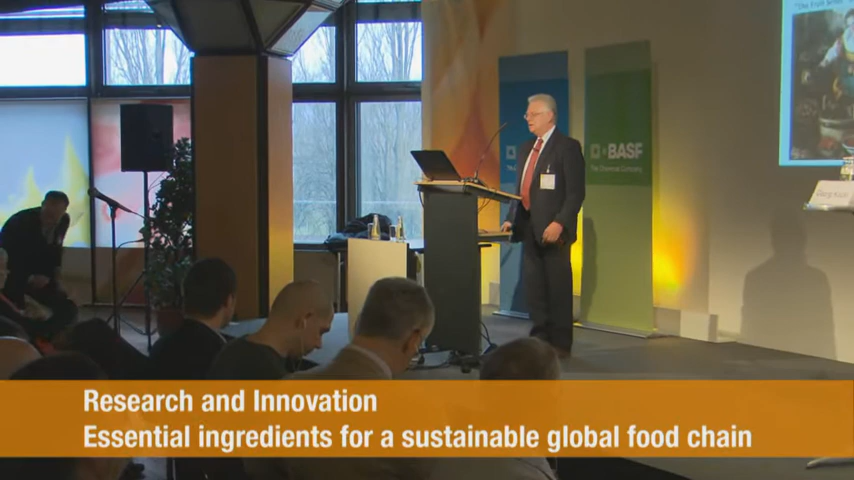 BASF
The Chemical Company
Research and Innovation
Essential ingredients for a sustainable global food chain